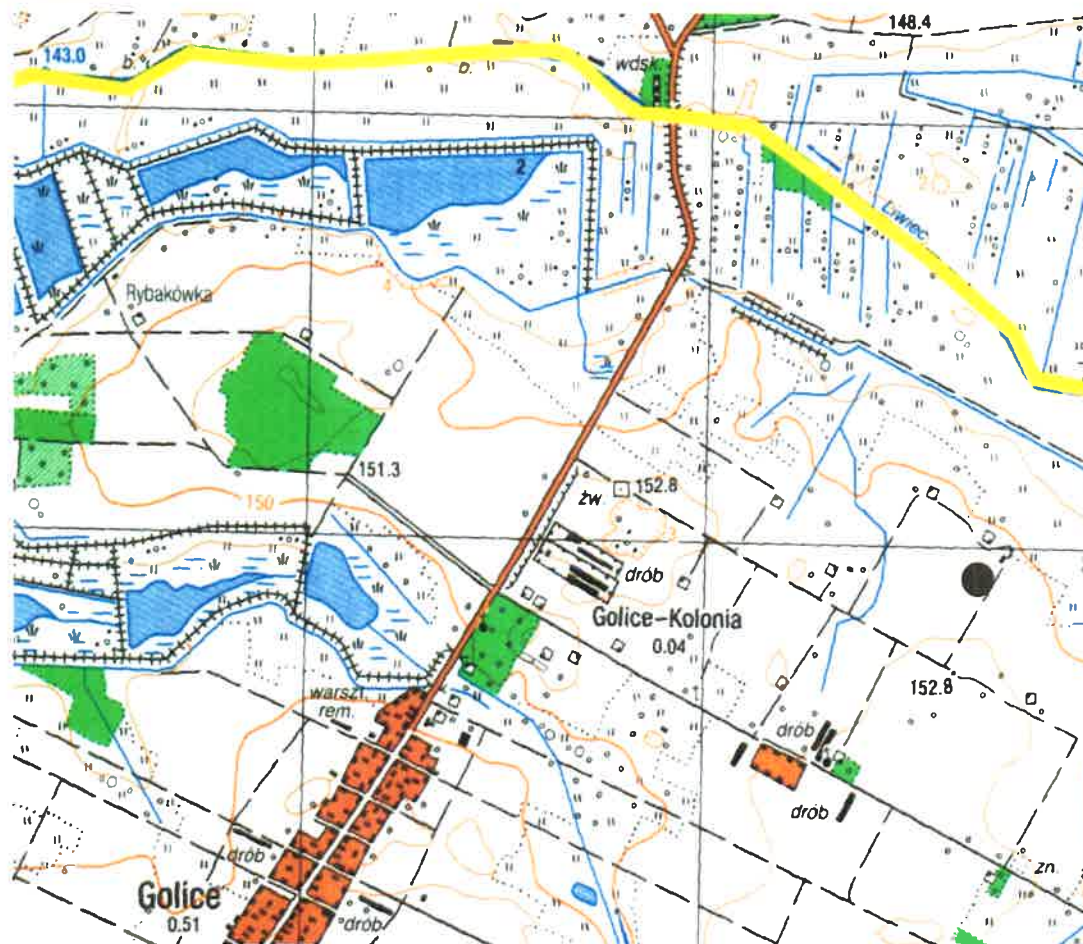 148.4
143.0
b.
b.
wdsk.
2
Liwiec
Rybakówka
151.3
150
żw.
152.8
drób
Golice-Kolonia
0.04
152.8
warszt.
rem.
drób
drób
zn.
drób
Golice
0.51
drób